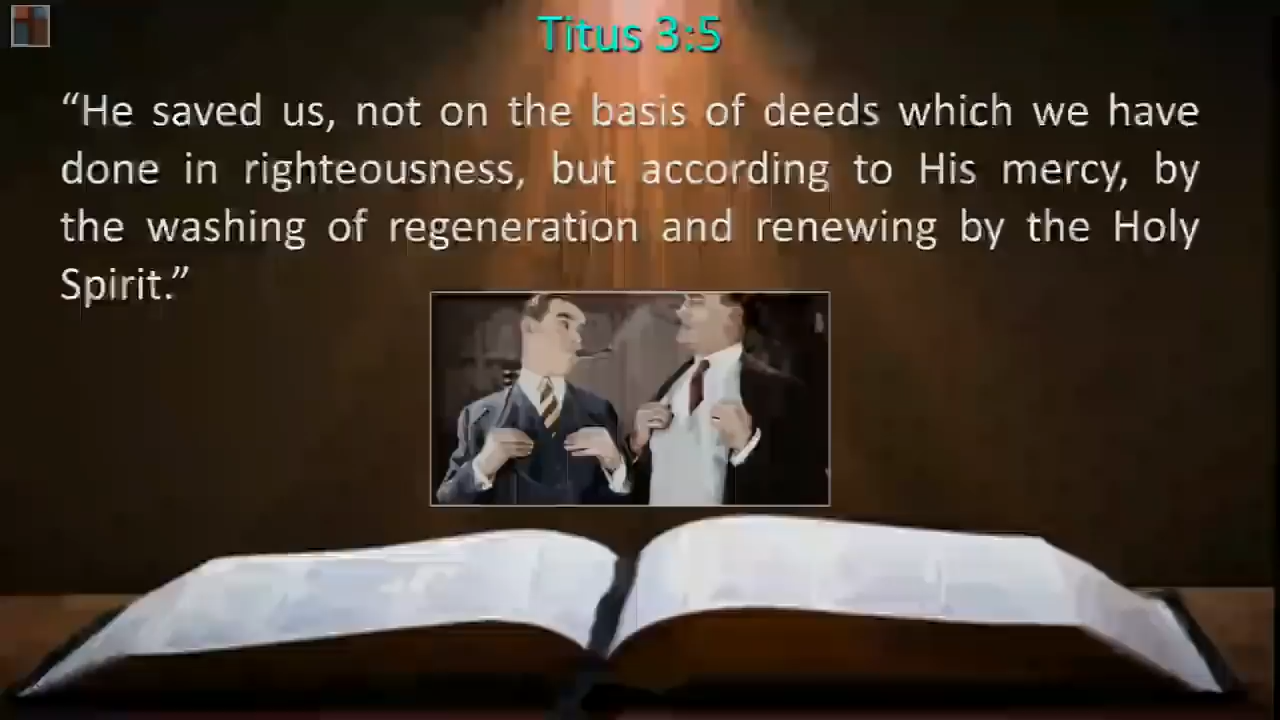 Titus 3:5
“He saved us, not on the basis of deeds which we have
done in righteousness, but according to His mercy, by
the washing of regeneration and renewing by the Holy
Spirit.”